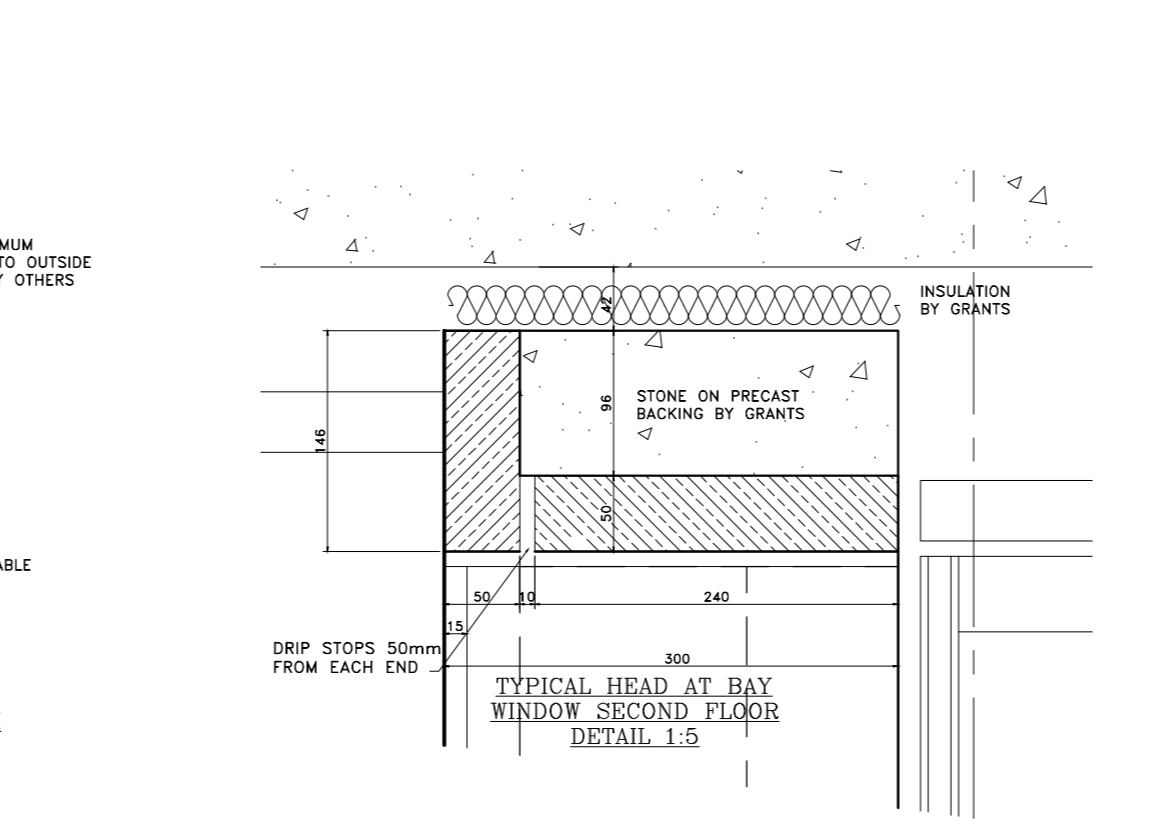 MUM
TO OUTSIDE
Y OTHERS
INSULATION
BY GRANTS
42
STONE ON PRECAST
BACKING BY GRANTS
96
146
50
ABLE
50
10
240
15
300
DRIP STOPS 50mm
FROM EACH END
TYPICAL HEAD AT BAY
WINDOW SECOND FLOOR
DETAIL 1:5